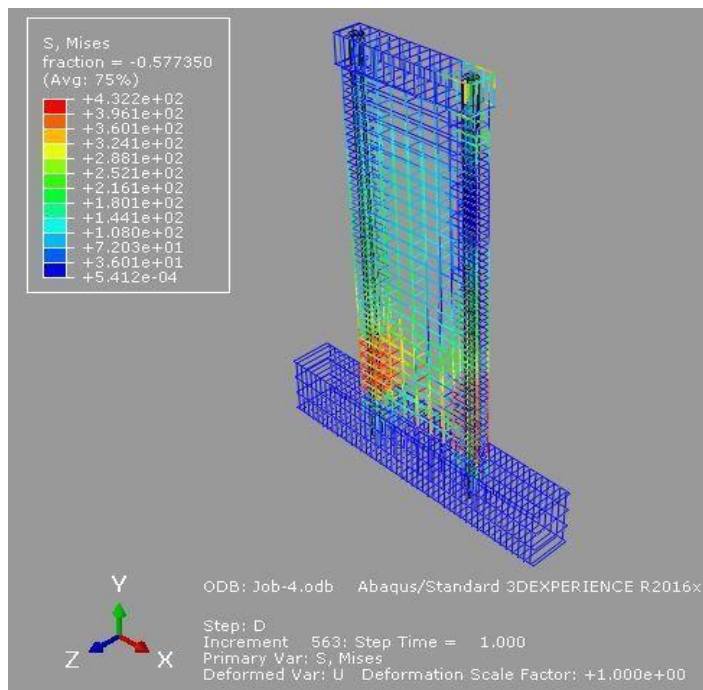 S, Mises
fraction = -0.577350
(Avg: 75%)
+4.322e+02
+3.961e+02
+3.601e+02
+3.241e+02
+2.881e+02
+2.521e+02
+2.161e+02
+1.801e+02
+1.441e+02
+1.080e+02
+7.203e+01
+3.601e+01
+5.412e-04
Y
Z
X
ODB: Job-4.odb Abaqus/Standard 3DEXPERIENCE R2016x
Step: D
Increment 563: Step Time = 1.000
Primary Var: S, Mises
Deformed Var: U Deformation Scale Factor: +1.000e+00